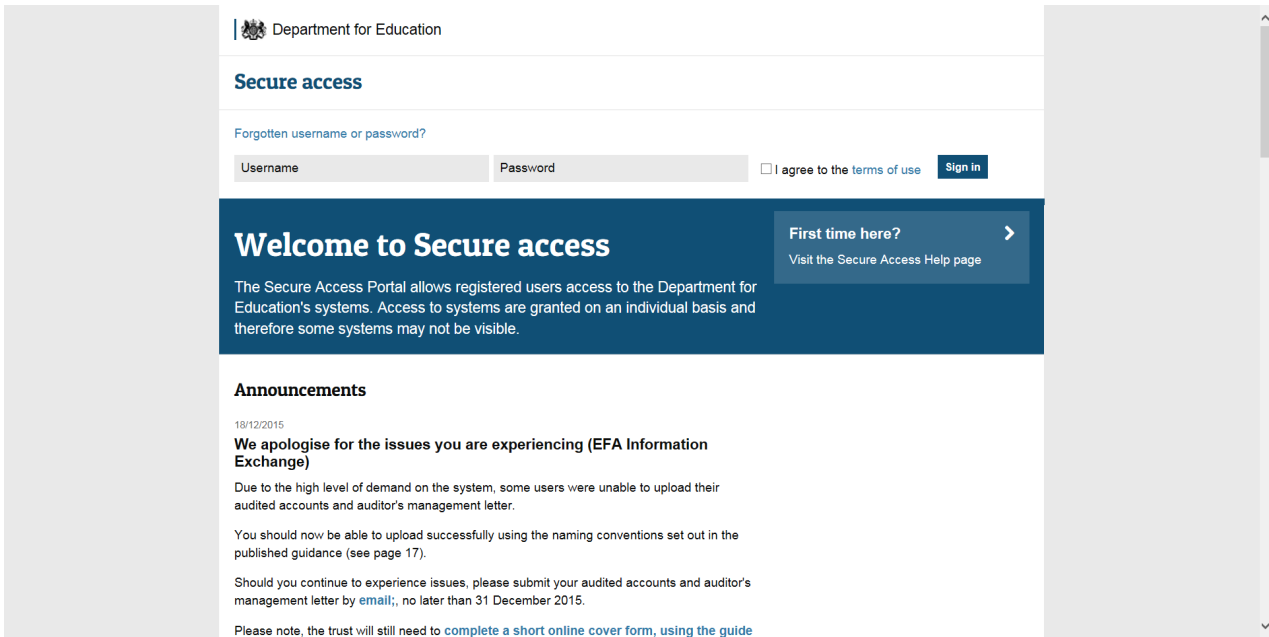 Department for Education
Secure access
Forgotten username or password?
Username Password I agree to the terms of use Sign in
Welcome to Secure access
First time here?
Visit the Secure Access Help page
The Secure Access Portal allows registered users access to the Department for
Education's systems. Access to systems are granted on an individual basis and
therefore some systems may not be visible.
Announcements
18/12/2015
We apologise for the issues you are experiencing (EFA Information
Exchange)
Due to the high level of demand on the system, some users were unable to upload their
audited accounts and auditor's management letter.
You should now be able to upload successfully using the naming conventions set out in the
published guidance (see page 17).
Should you continue to experience issues, please submit your audited accounts and auditor's
management letter by email;, no later than 31 December 2015.
Please note, the trust will still need to complete a short online cover form, using the guide